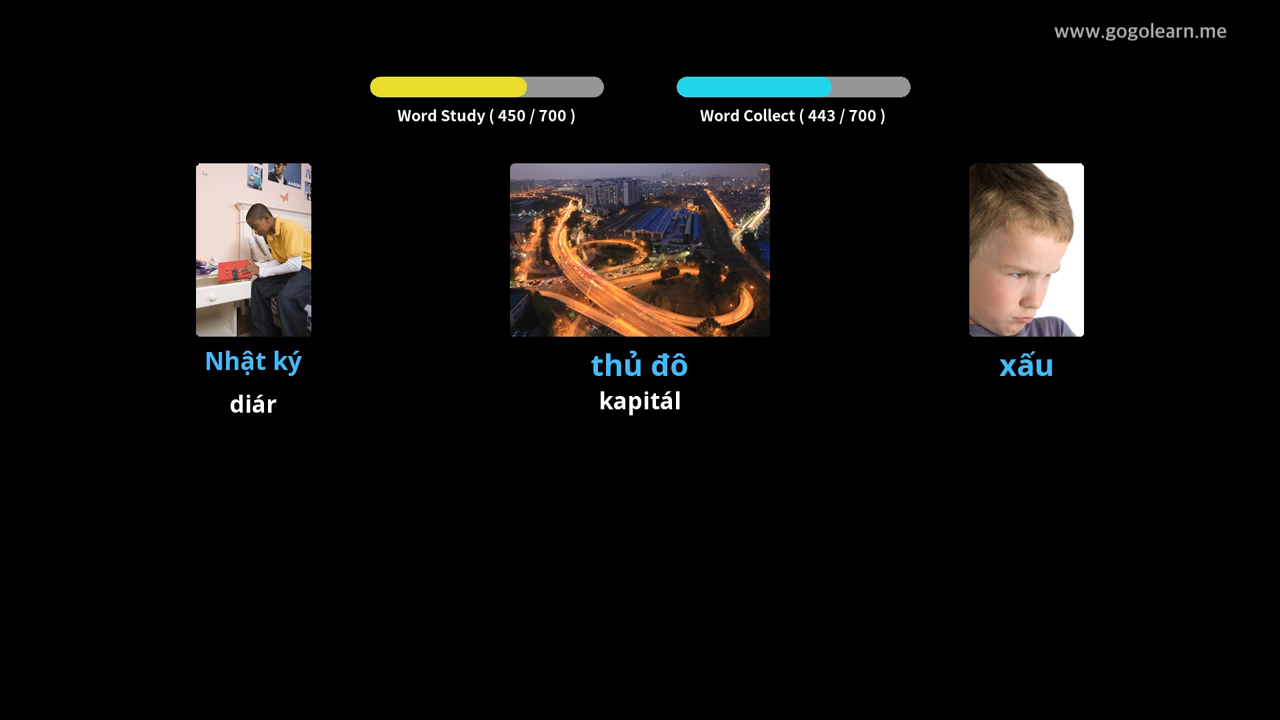 www.gogolearn.me
Word Study ( 450 / 700 )
Word Collect ( 443 / 700 )
Nhật ký
diár
thủ đô
kapitál
xấu